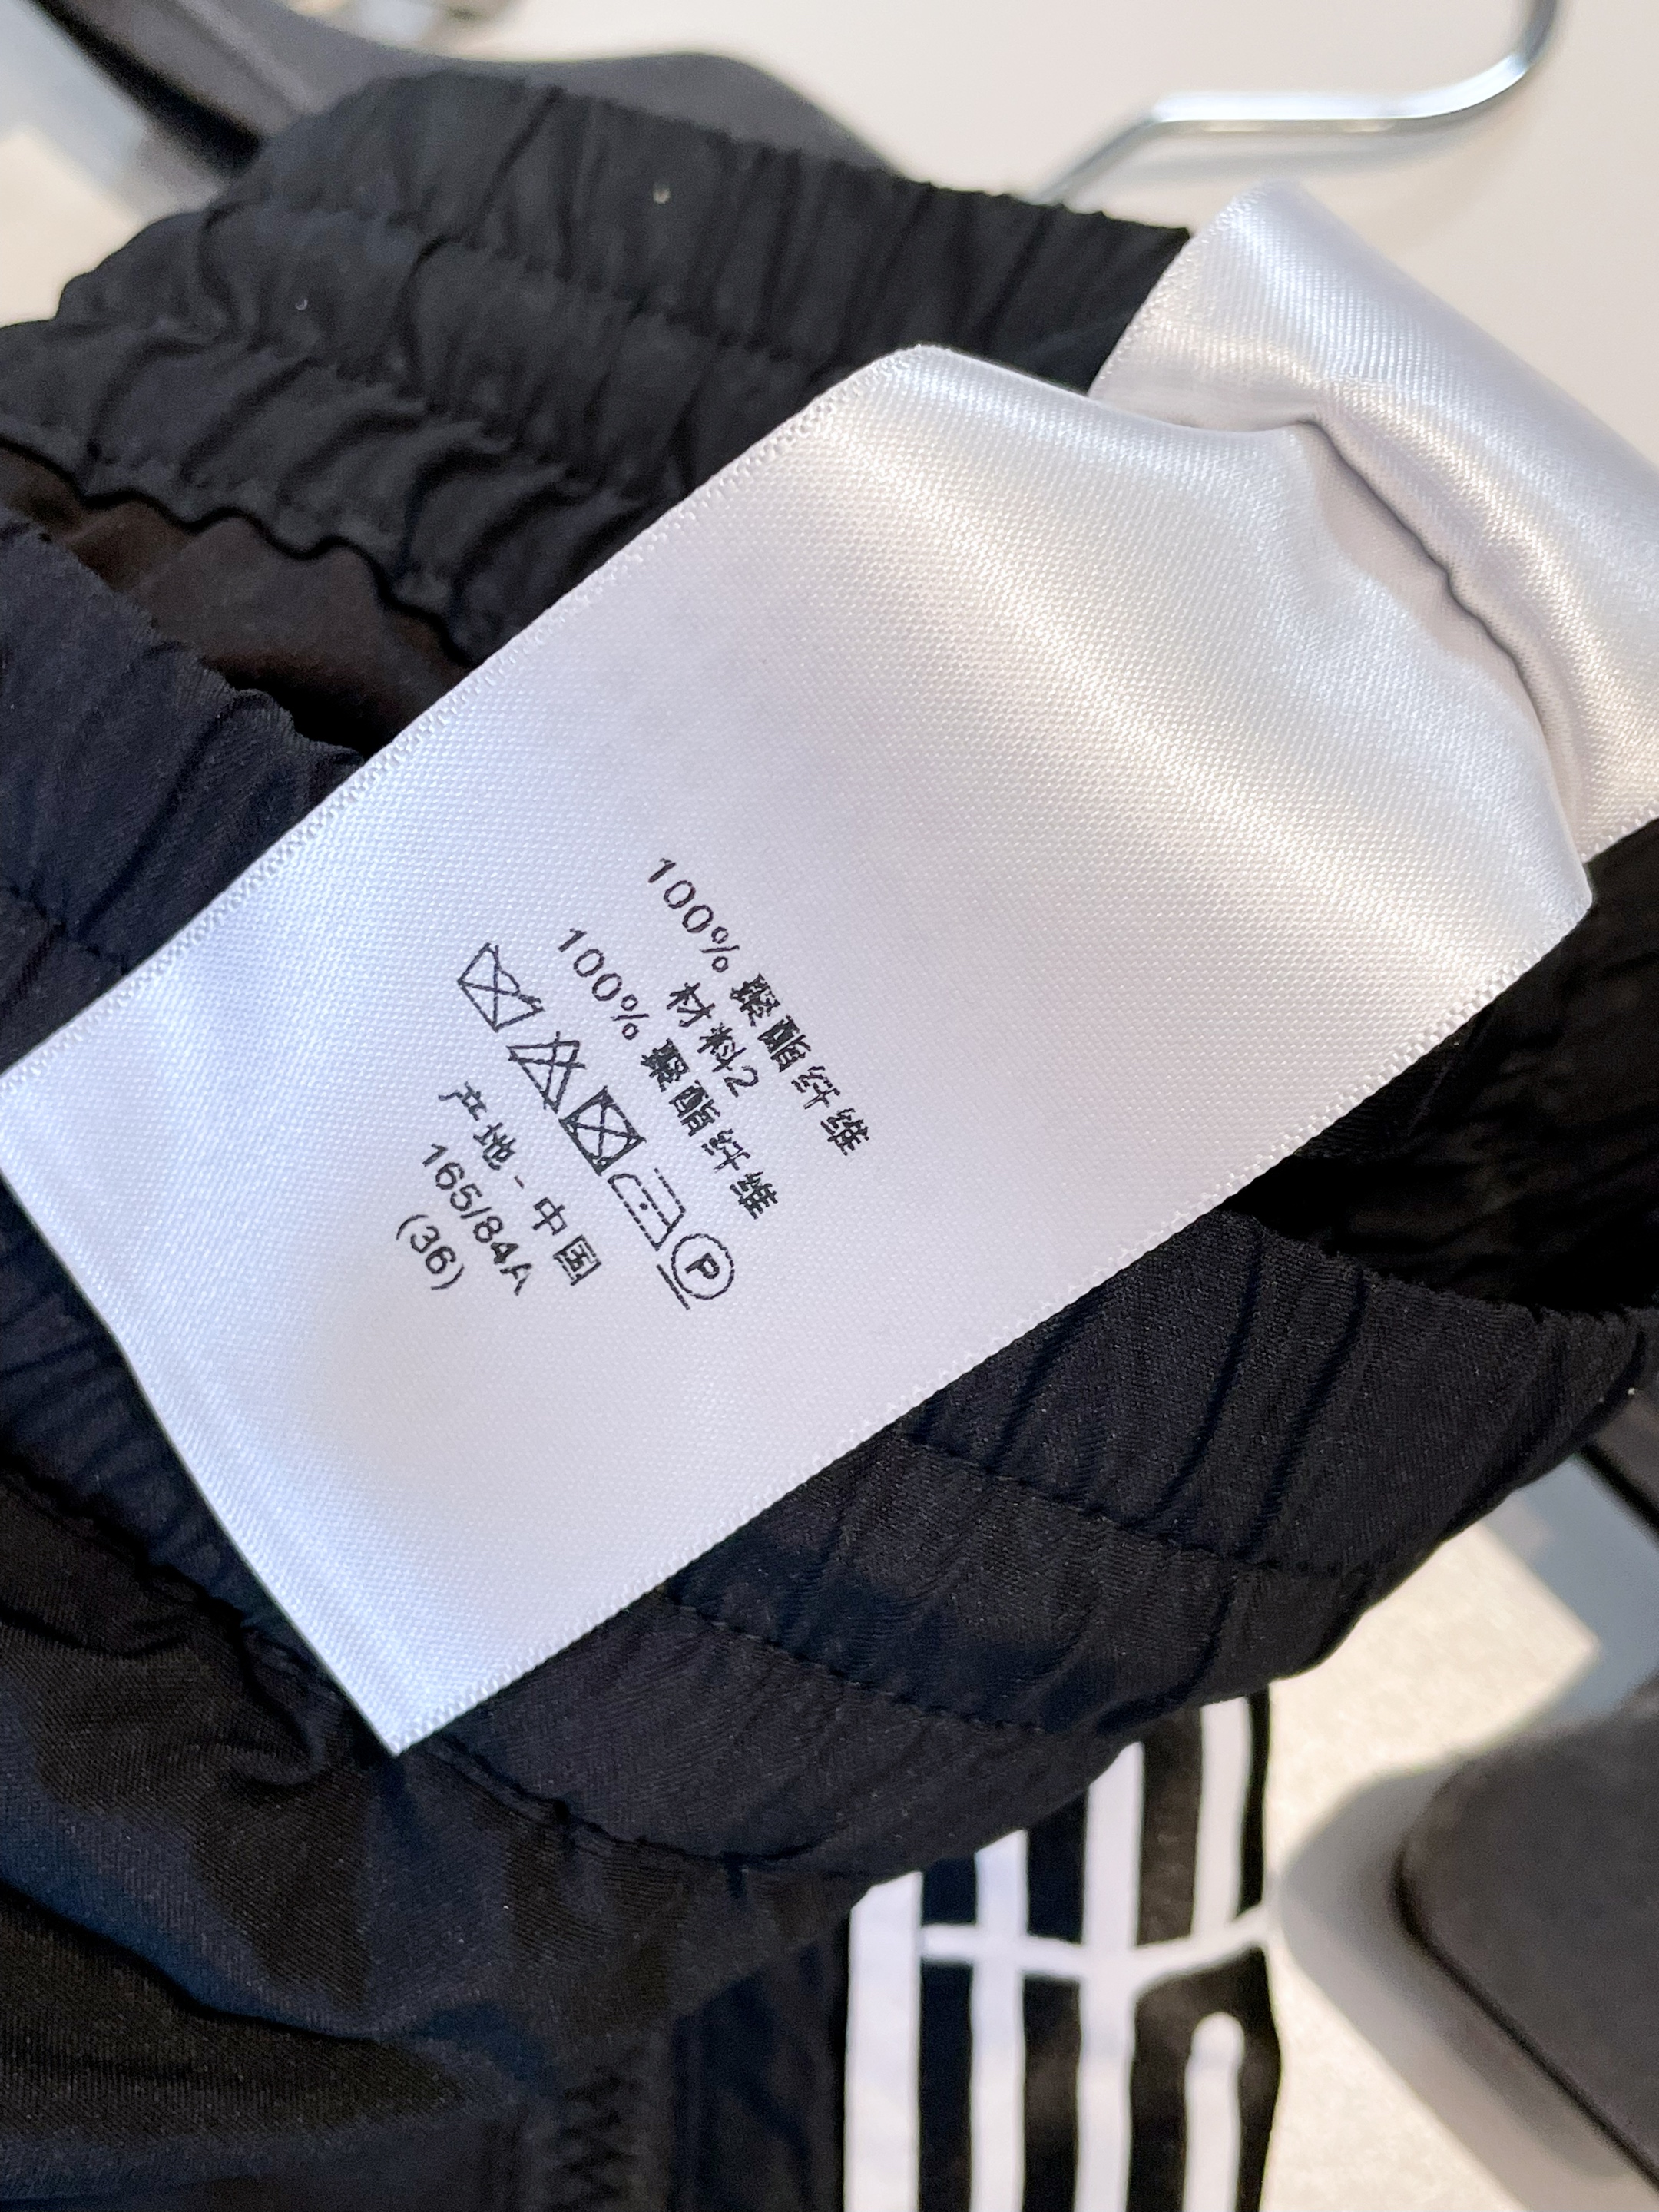 100% 聚酯纤维
材料2
100% 聚酯纤维
P
产地 - 中国
165/84A
(36)